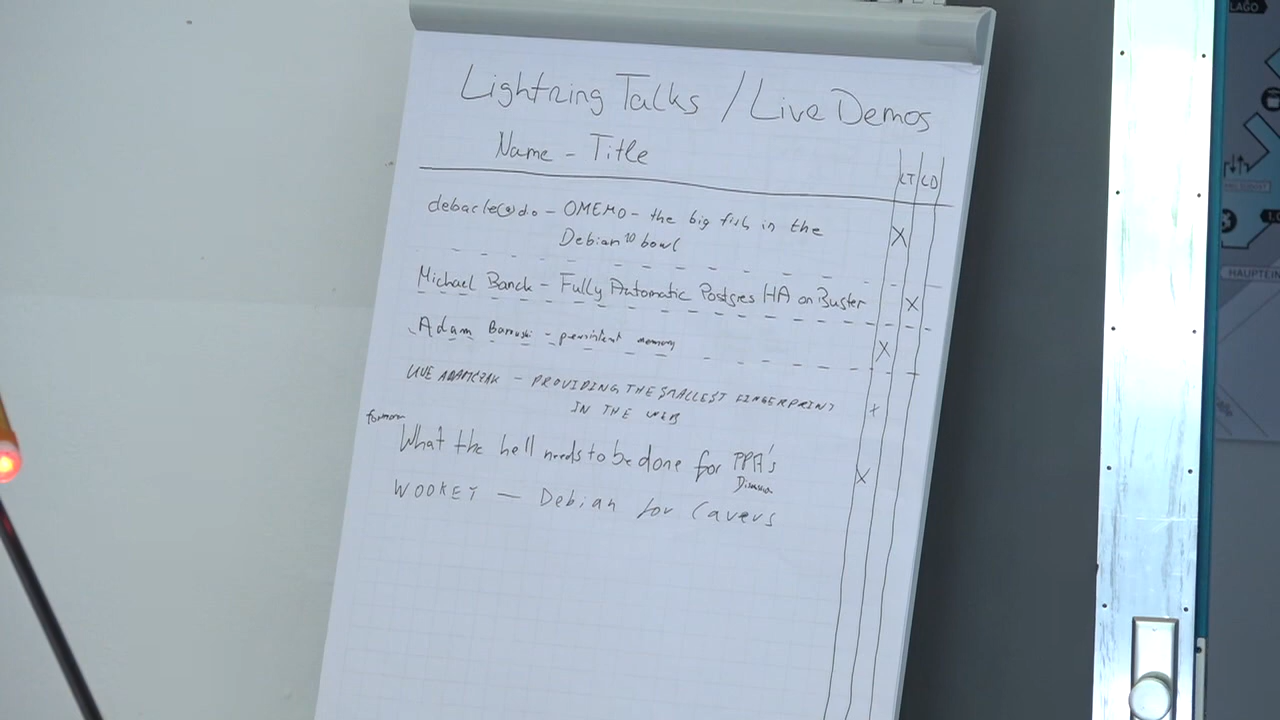 Lightning Talks / Live Demos
Name - Title
LT LD
debacle@d.o - OMEMO - the big fish in the
Debian 10 bowl
X
Michael Banck - Fully Automatic Postgres HA on Buster X
Adam Borowski - persistent memory X
UWE ADAMCZAK - PROVIDING THE SMALLEST FINGERPRINT
IN THE WEB
X
What the hell needs to be done for PPA's
X
WOOKEY — Debian for Cavers
LAGO
HAUPTEIN